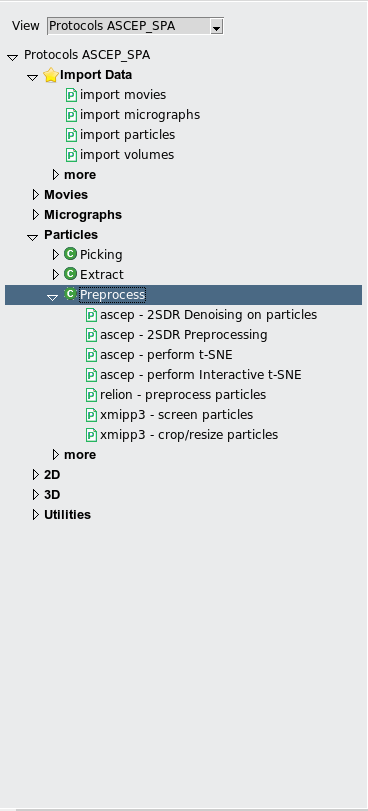 View Protocols ASCEP_SPA
Protocols ASCEP_SPA
Import Data
import movies
import micrographs
import particles
import volumes
more
Movies
Micrographs
Particles
Picking
Extract
Preprocess
ascep - 2SDR Denoising on particles
ascep - 2SDR Preprocessing
ascep - perform t-SNE
ascep - perform Interactive t-SNE
relion - preprocess particles
xmipp3 - screen particles
xmipp3 - crop/resize particles
more
2D
3D
Utilities